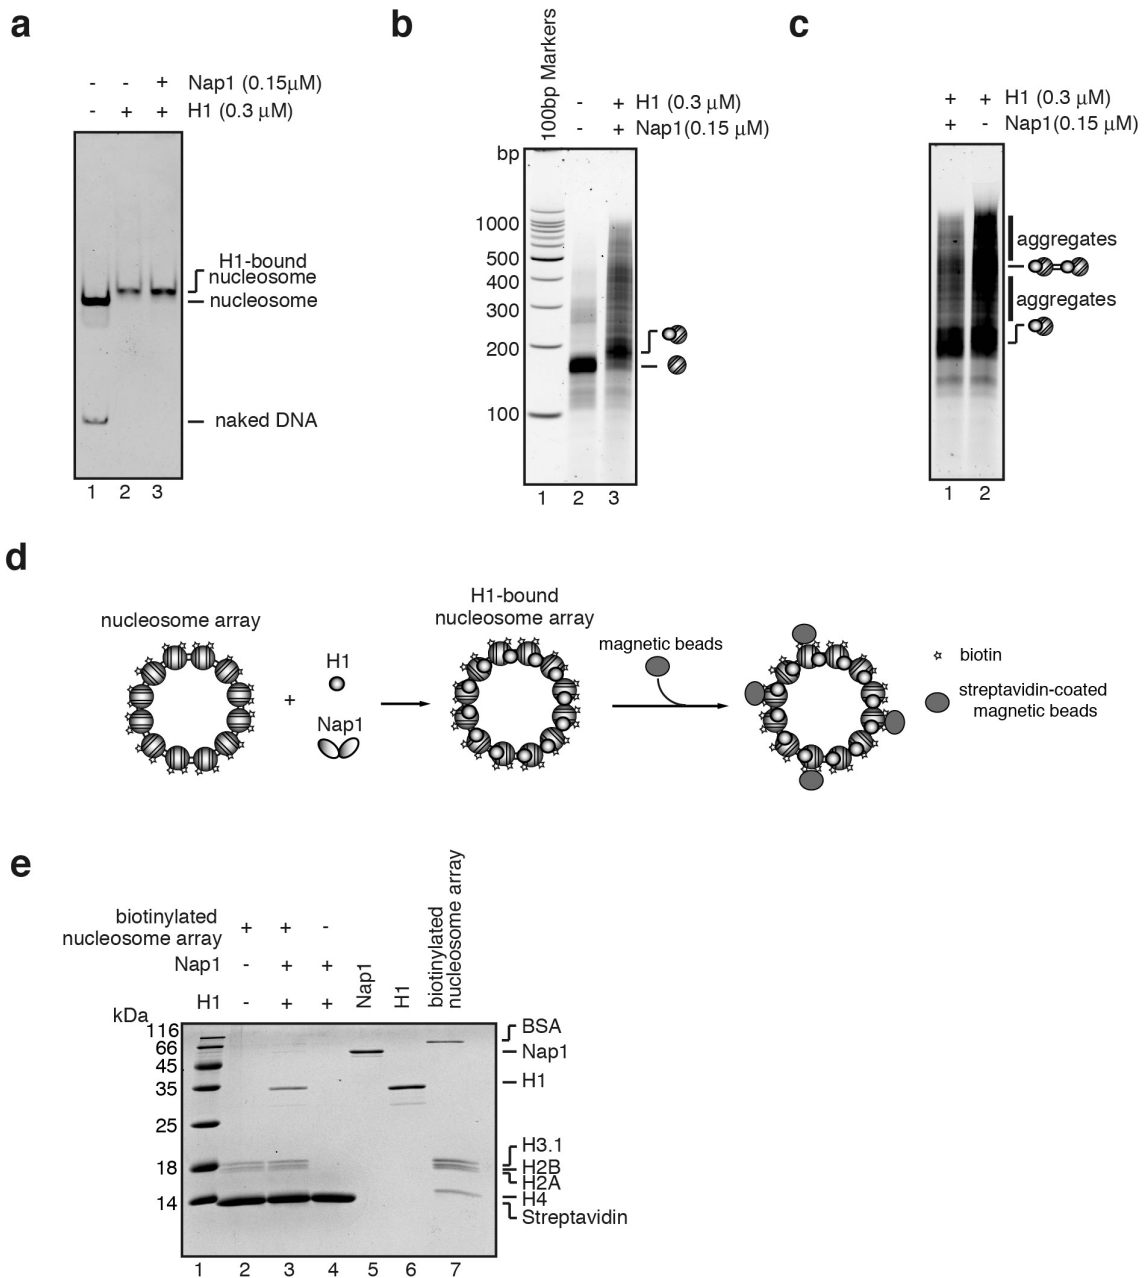 a
- - + Nap1 (0.15μM)
- + + H1 (0.3 μM)
H1-bound
nucleosome
nucleosome
naked DNA
1 2 3
b
100bp Markers
- + H1 (0.3 μM)
- + Nap1(0.15 μM)
bp
1000
500
400
300
200
100
1 2 3
c
+ + H1 (0.3 μM)
+ - Nap1(0.15 μM)
aggregates
aggregates
1 2
d
nucleosome array
+
H1
Nap1
H1-bound
nucleosome array
magnetic beads
biotin
streptavidin-coated
magnetic beads
e
biotinylated
nucleosome array + + -
Nap1 - + +
H1 - + +
Nap1
H1
biotinylated
nucleosome array
kDa
116
66
45
35
25
18
14
BSA
Nap1
H1
H3.1
H2B
H2A
H4
Streptavidin
1 2 3 4 5 6 7